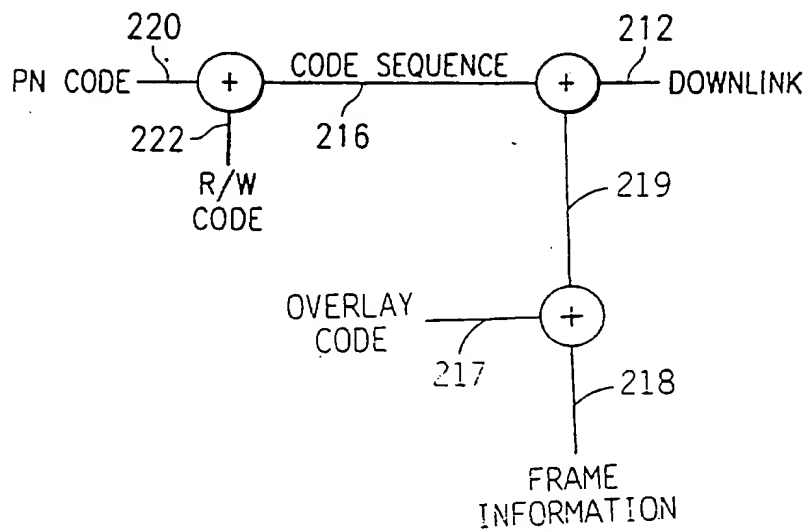 220
212
PN CODE
CODE SEQUENCE
DOWNLINK
222
216
R/W
CODE
219
OVERLAY
CODE
217
218
FRAME
INFORMATION